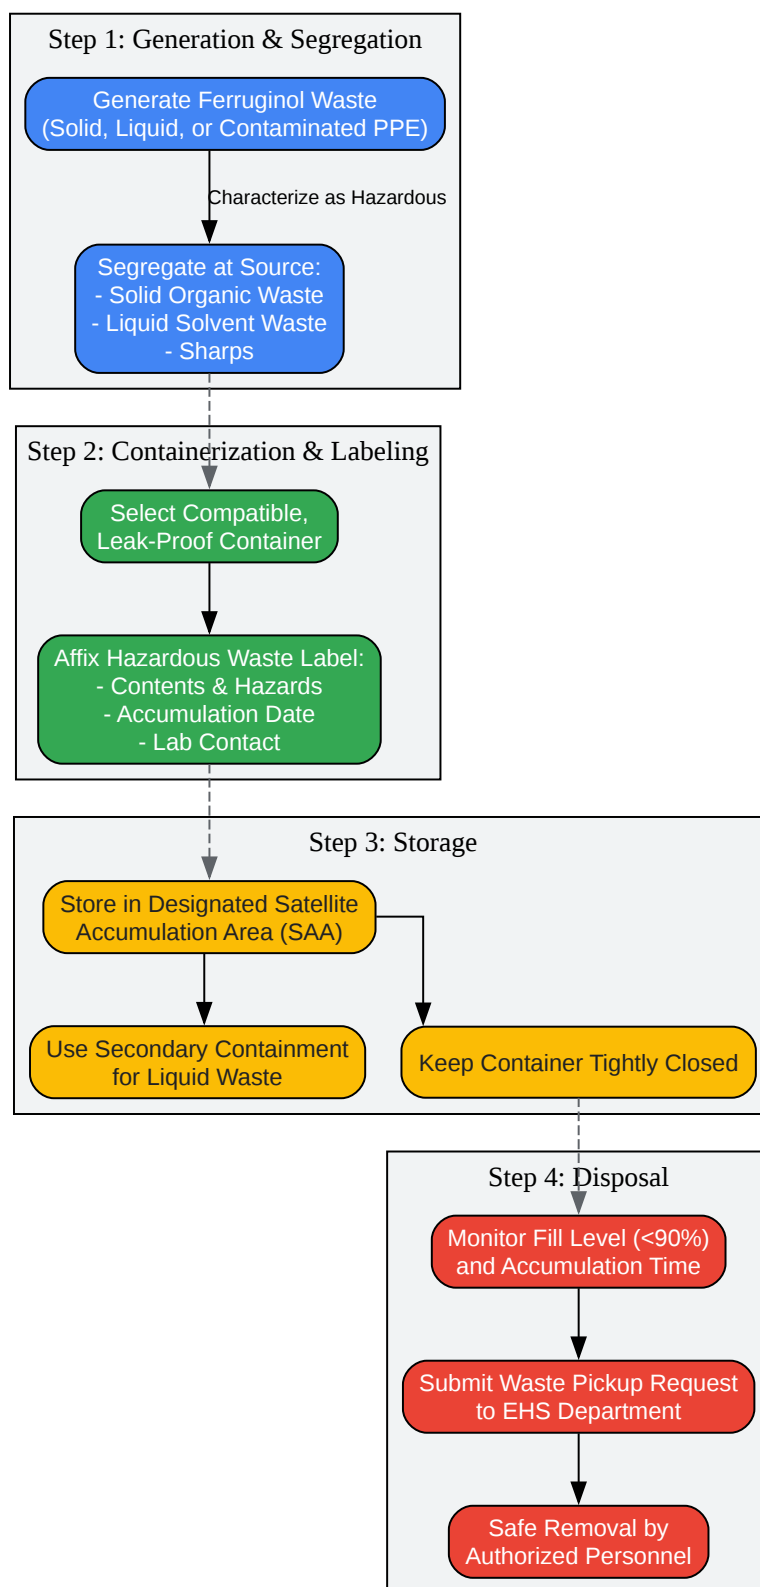 Step 1: Generation & Segregation
Generate Ferruginol Waste
(Solid, Liquid, or Contaminated PPE)
Characterize as Hazardous
Segregate at Source:
- Solid Organic Waste
- Liquid Solvent Waste
- Sharps
Step 2: Containerization & Labeling
Select Compatible,
Leak-Proof Container
Affix Hazardous Waste Label:
- Contents & Hazards
- Accumulation Date
- Lab Contact
Step 3: Storage
Store in Designated Satellite
Accumulation Area (SAA)
Use Secondary Containment
for Liquid Waste
Keep Container Tightly Closed
Step 4: Disposal
Monitor Fill Level (<90%)
and Accumulation Time
Submit Waste Pickup Request
to EHS Department
Safe Removal by
Authorized Personnel